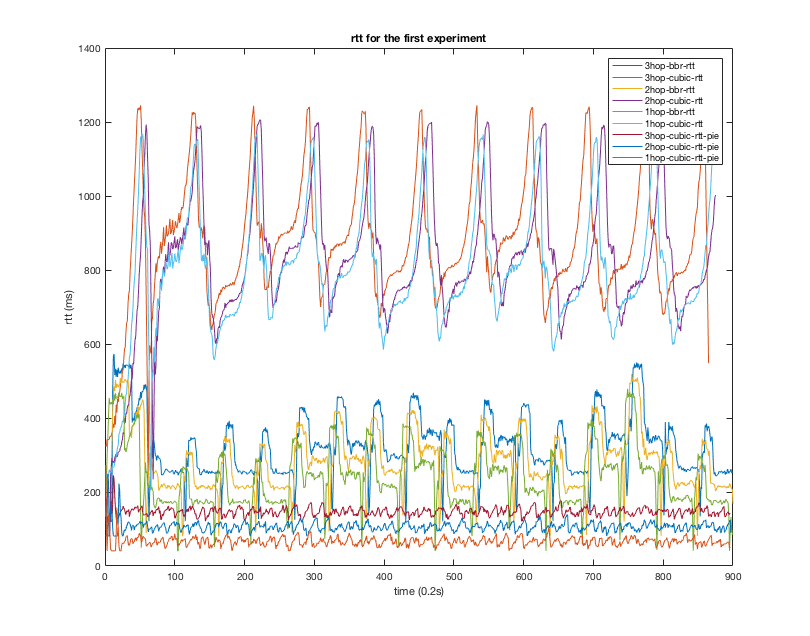 rtt for the first experiment
1400
1200
1000
800
600
400
200
0
rtt (ms)
3hop-bbr-rtt
3hop-cubic-rtt
2hop-bbr-rtt
2hop-cubic-rtt
1hop-bbr-rtt
1hop-cubic-rtt
3hop-cubic-rtt-pie
2hop-cubic-rtt-pie
1hop-cubic-rtt-pie
0 100 200 300 400 500 600 700 800 900
time (0.2s)